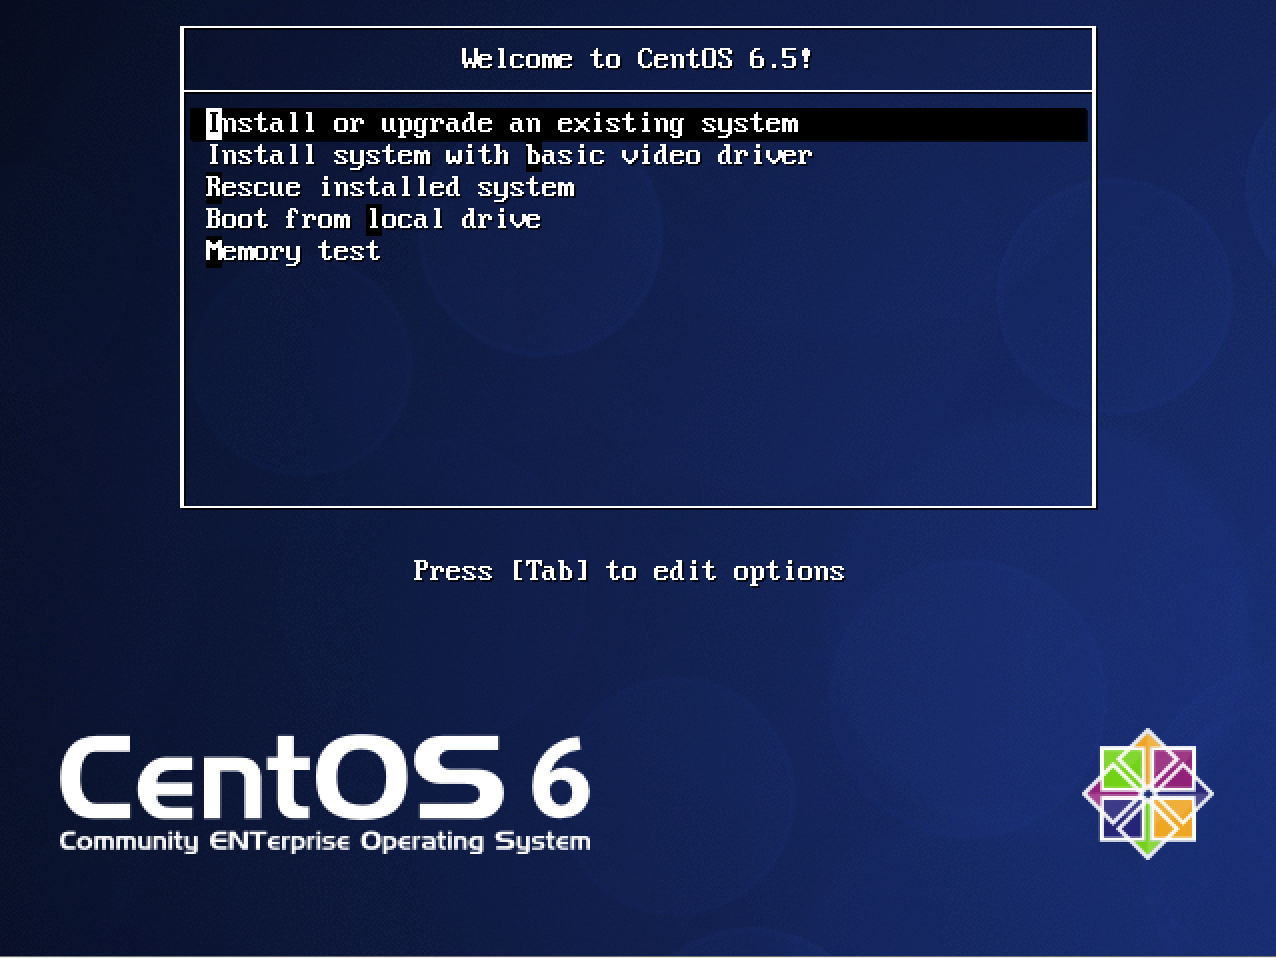 Welcome to CentOS 6.5!
Install or upgrade an existing system
Install system with basic video driver
Rescue installed system
Boot from local drive
Memory test
Press [Tab] to edit options
CentOS 6
Community ENTerprise Operating System